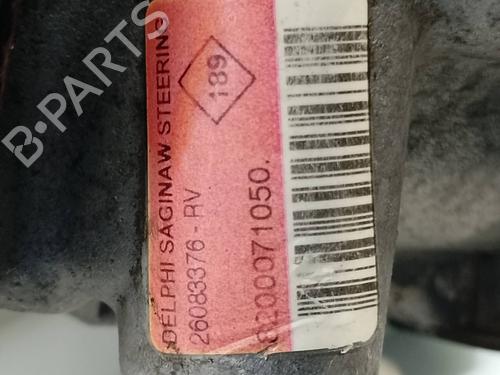 DELPHI SAGINAW STEERING
26083376-RV
189
8200071050.
B-PARTS